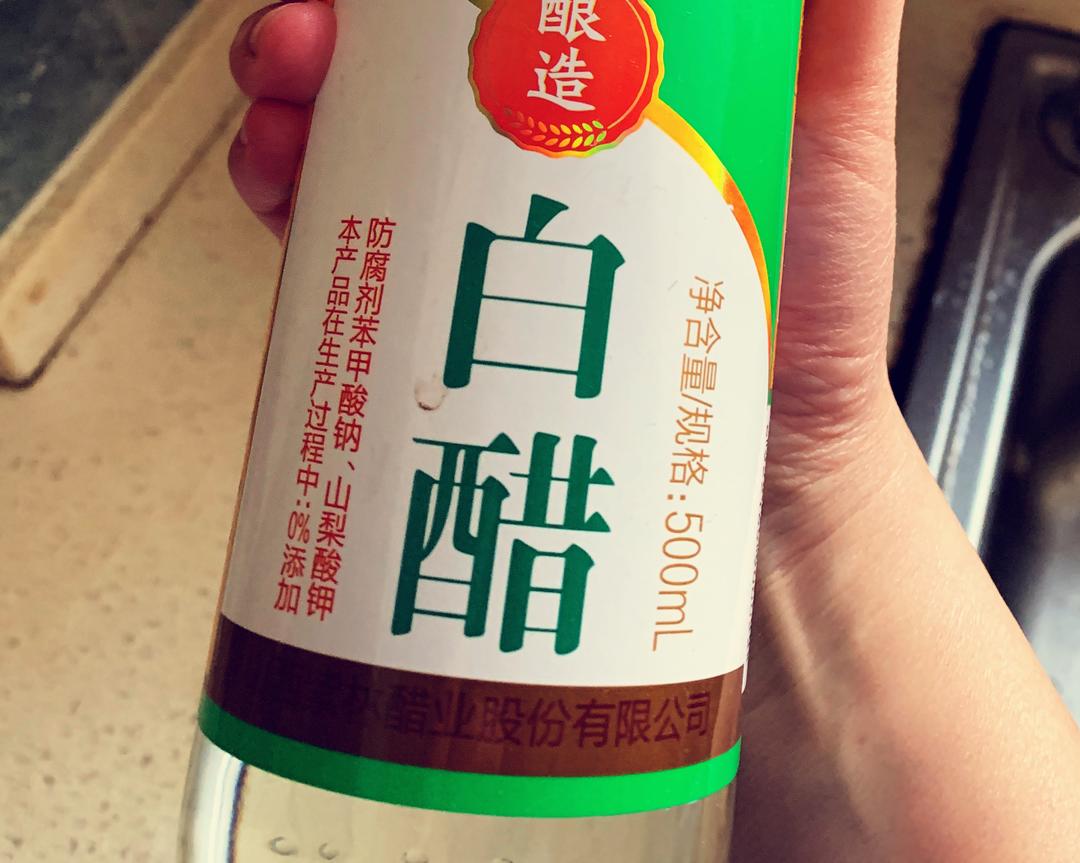 酿造
白醋
净含量/规格:500mL
防腐剂苯甲酸钠、山梨酸钾
本产品在生产过程中:0%添加
醋业股份有限公司